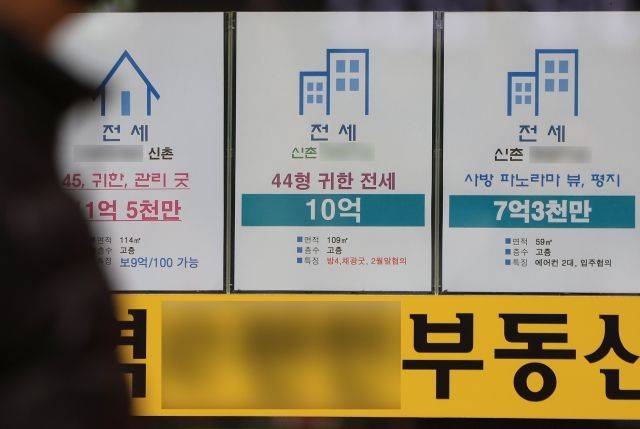 전세
신촌
45, 귀한, 관리 굿
1억 5천만
■면적 114㎡
■층수 고층
■특징 보9억/100 가능
전세
신촌
44형 귀한 전세
10억
■면적 109㎡
■층수 고층
■특징 방4,채광굿, 2월말협의
전세
신촌
사방 파노라마 뷰, 평지
7억3천만
■면적 59㎡
■층수 고층
■특징 에어컨 2대, 입주협의
부동산